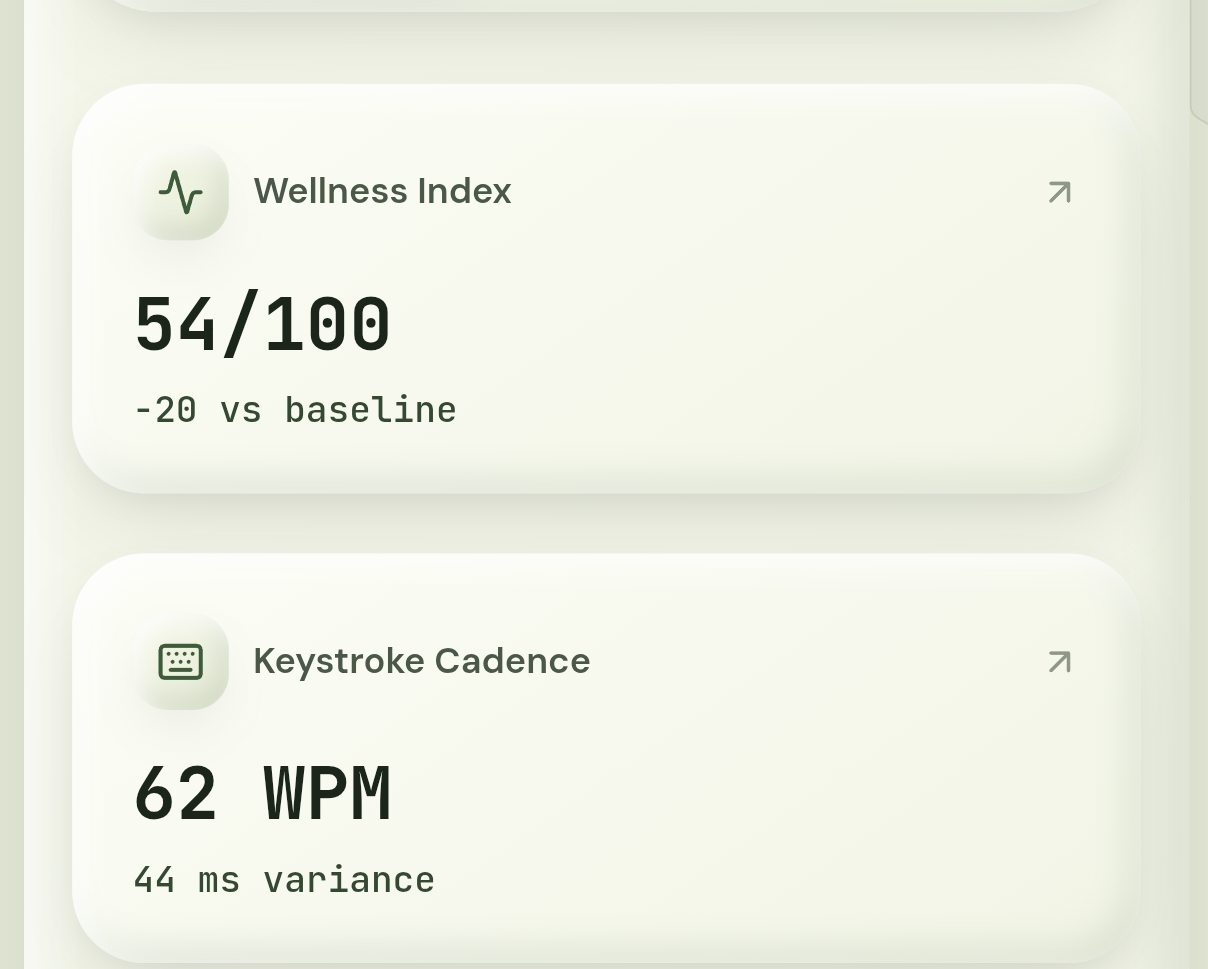 Wellness Index
54/100
-20 vs baseline
Keystroke Cadence
62 WPM
44 ms variance